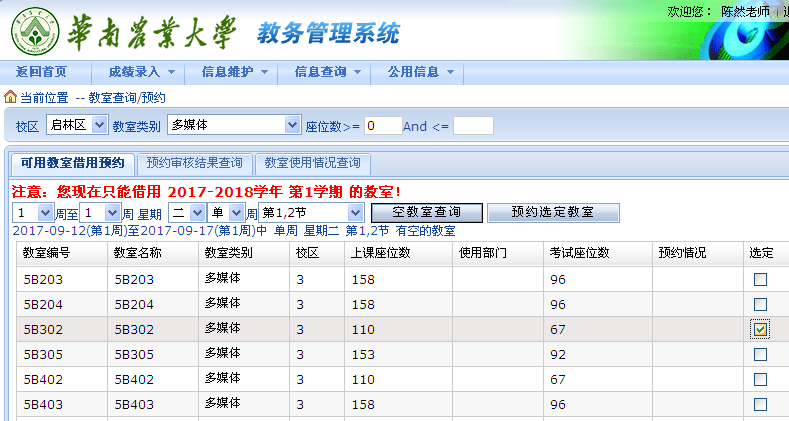 欢迎您： 陈然老师
华南农业大学 教务管理系统
返回首页 成绩录入 信息维护 信息查询 公用信息
当前位置 -- 教室查询/预约
校区 启林区 教室类别 多媒体 座位数>= 0 And <=
可用教室借用预约 预约审核结果查询 教室使用情况查询
注意：您现在只能借用 2017-2018学年 第1学期 的教室！
1 周至 1 周 星期 二 单 周 第1,2节 空教室查询 预约选定教室
2017-09-12(第1周)至2017-09-17(第1周)中 单周 星期二 第1,2节 有空的教室
教室编号 教室名称 教室类别 校区 上课座位数 使用部门 考试座位数 预约情况 选定
5B203 5B203 多媒体 3 158 96
5B204 5B204 多媒体 3 158 96
5B302 5B302 多媒体 3 110 67
5B305 5B305 多媒体 3 153 92
5B402 5B402 多媒体 3 110 67
5B403 5B403 多媒体 3 158 96